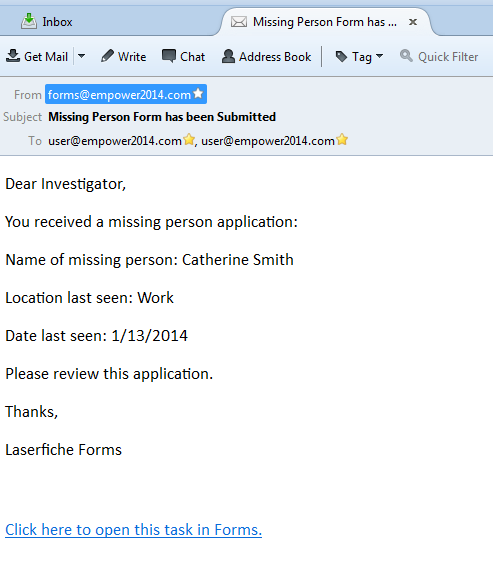 Inbox Missing Person Form has ...
Get Mail Write Chat Address Book Tag Quick Filter
From forms@empower2014.com
Subject Missing Person Form has been Submitted
To user@empower2014.com, user@empower2014.com
Dear Investigator,
You received a missing person application:
Name of missing person: Catherine Smith
Location last seen: Work
Date last seen: 1/13/2014
Please review this application.
Thanks,
Laserfiche Forms
Click here to open this task in Forms.